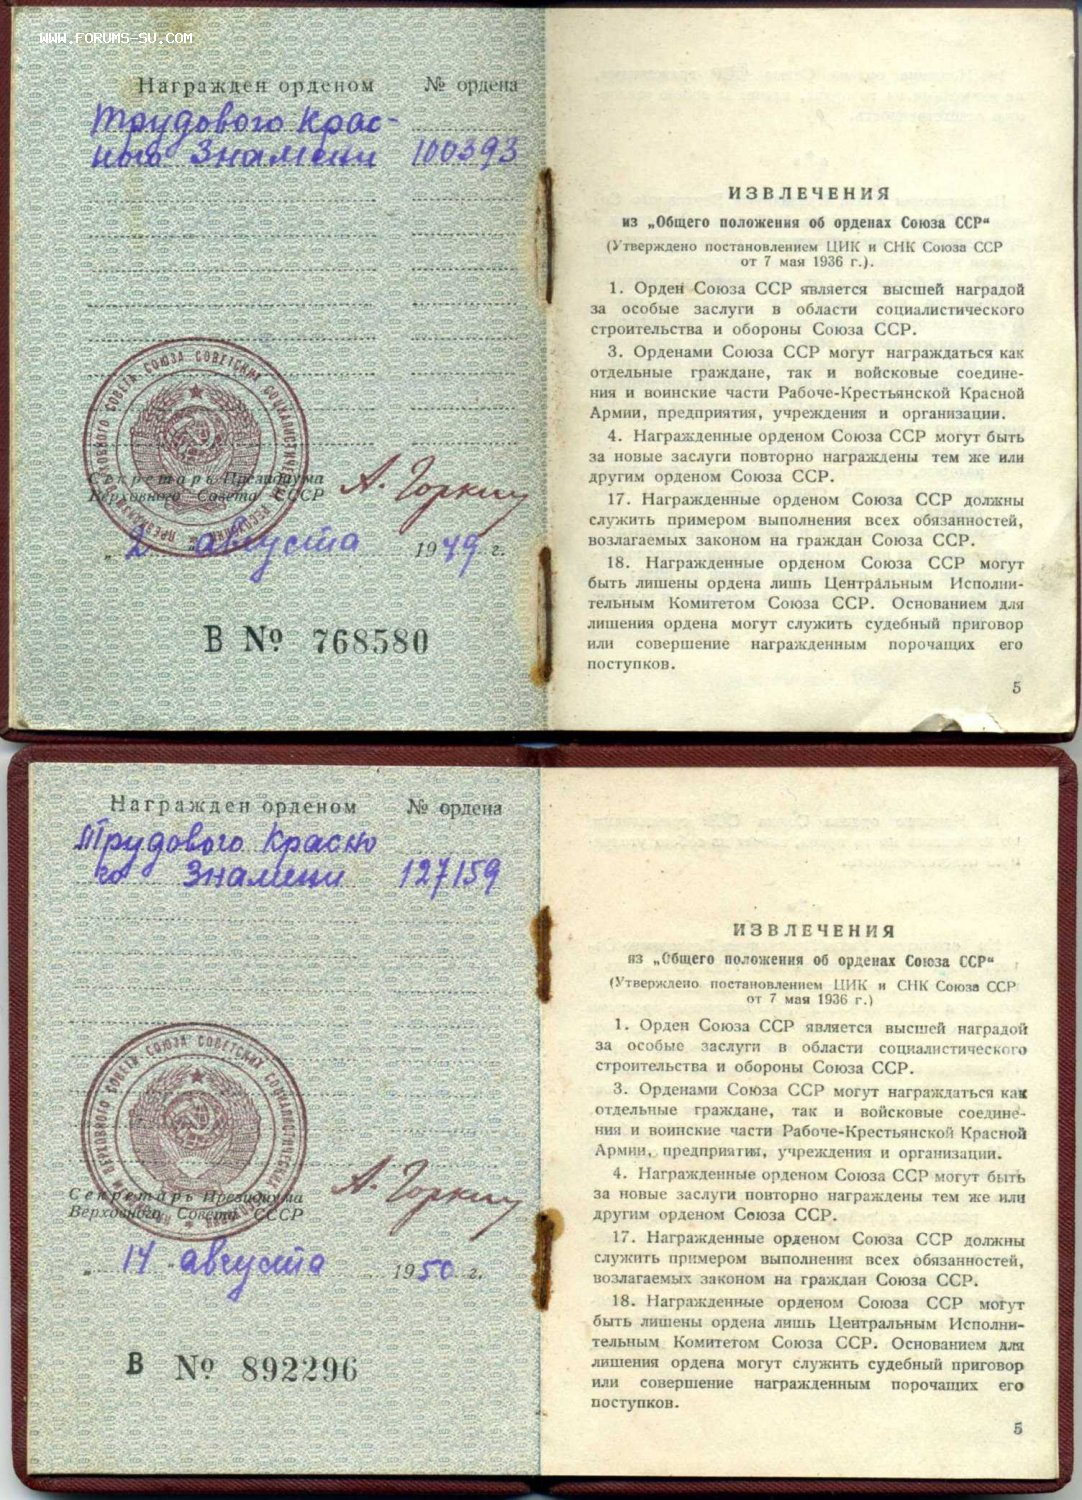 WWW.FORUMS-SU.COM
Награжден орденом № ордена
Трудового Крас-
ного Знамени 100393
ВЕРХОВНОГО СОВЕТА СОЮЗА СОВЕТСКИХ СОЦИАЛИСТИЧЕСКИХ
Секретарь Президиума
Верховного Совета СССР
А. Горкин
„2“ августа 1949 г.
В № 768580
ИЗВЛЕЧЕНИЯ
из „Общего положения об орденах Союза ССР“
(Утверждено постановлением ЦИК и СНК Союза ССР
от 7 мая 1936 г.).
1. Орден Союза ССР является высшей наградой
за особые заслуги в области социалистического
строительства и обороны Союза ССР.
3. Орденами Союза ССР могут награждаться как
отдельные граждане, так и войсковые соедине-
ния и воинские части Рабоче-Крестьянской Красной
Армии, предприятия, учреждения и организации.
4. Награжденные орденом Союза ССР могут быть
за новые заслуги повторно награждены тем же или
другим орденом Союза ССР.
17. Награжденные орденом Союза ССР должны
служить примером выполнения всех обязанностей,
возлагаемых законом на граждан Союза ССР.
18. Награжденные орденом Союза ССР могут
быть лишены ордена лишь Центральным Исполни-
тельным Комитетом Союза ССР. Основанием для
лишения ордена могут служить судебный приговор
или совершение награжденным порочащих его
поступков.
5
Награжден орденом № ордена
Трудового Красно
го Знамени 127159
ВЕРХОВНОГО СОВЕТА СОЮЗА СОВЕТСКИХ СОЦИАЛИСТИЧЕСКИХ
Секретарь Президиума
Верховного Совета СССР
А. Горкин
„14“ августа 1950 г.
В № 892296
ИЗВЛЕЧЕНИЯ
из „Общего положения об орденах Союза ССР“
(Утверждено постановлением ЦИК и СНК Союза ССР
от 7 мая 1936 г.)
1. Орден Союза ССР является высшей наградой
за особые заслуги в области социалистического
строительства и обороны Союза ССР.
3. Орденами Союза ССР могут награждаться как
отдельные граждане, так и войсковые соедине-
ния и воинские части Рабоче-Крестьянской Красной
Армии, предприятия, учреждения и организации.
4. Награжденные орденом Союза ССР могут быть
за новые заслуги повторно награждены тем же или
другим орденом Союза ССР.
17. Награжденные орденом Союза ССР должны
служить примером выполнения всех обязанностей,
возлагаемых законом на граждан Союза ССР.
18. Награжденные орденом Союза ССР могут
быть лишены ордена лишь Центральным Исполни-
тельным Комитетом Союза ССР. Основанием для
лишения ордена могут служить судебный приговор
или совершение награжденным порочащих его
поступков.
5